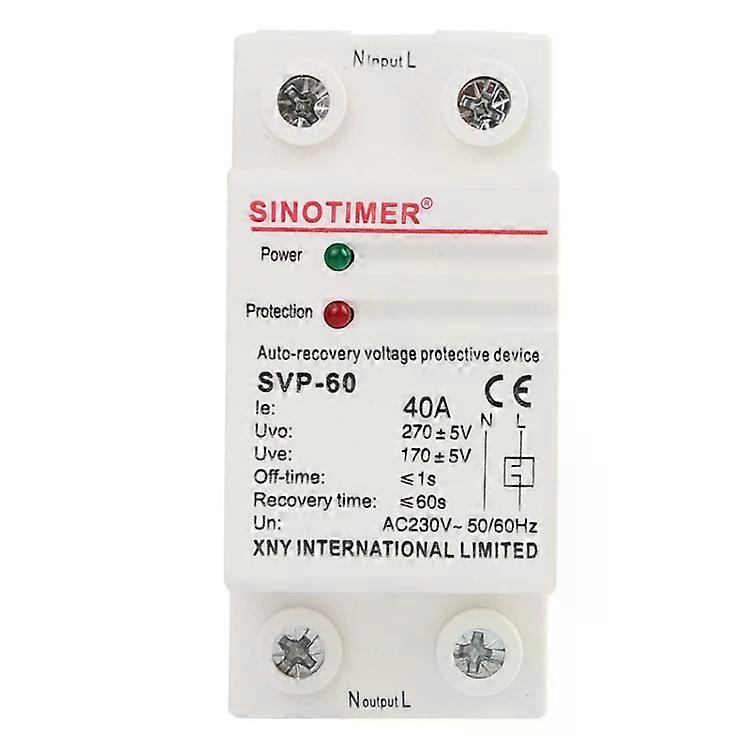 N Input L
SINOTIMER®
Power
Protection
Auto-recovery voltage protective device
SVP-60
CE
Ie: 40A
N L
Uvo: 270±5V
Uve: 170±5V
Off-time: ≤1s
Recovery time: ≤60s
Un: AC230V~ 50/60Hz
XNY INTERNATIONAL LIMITED
N output L